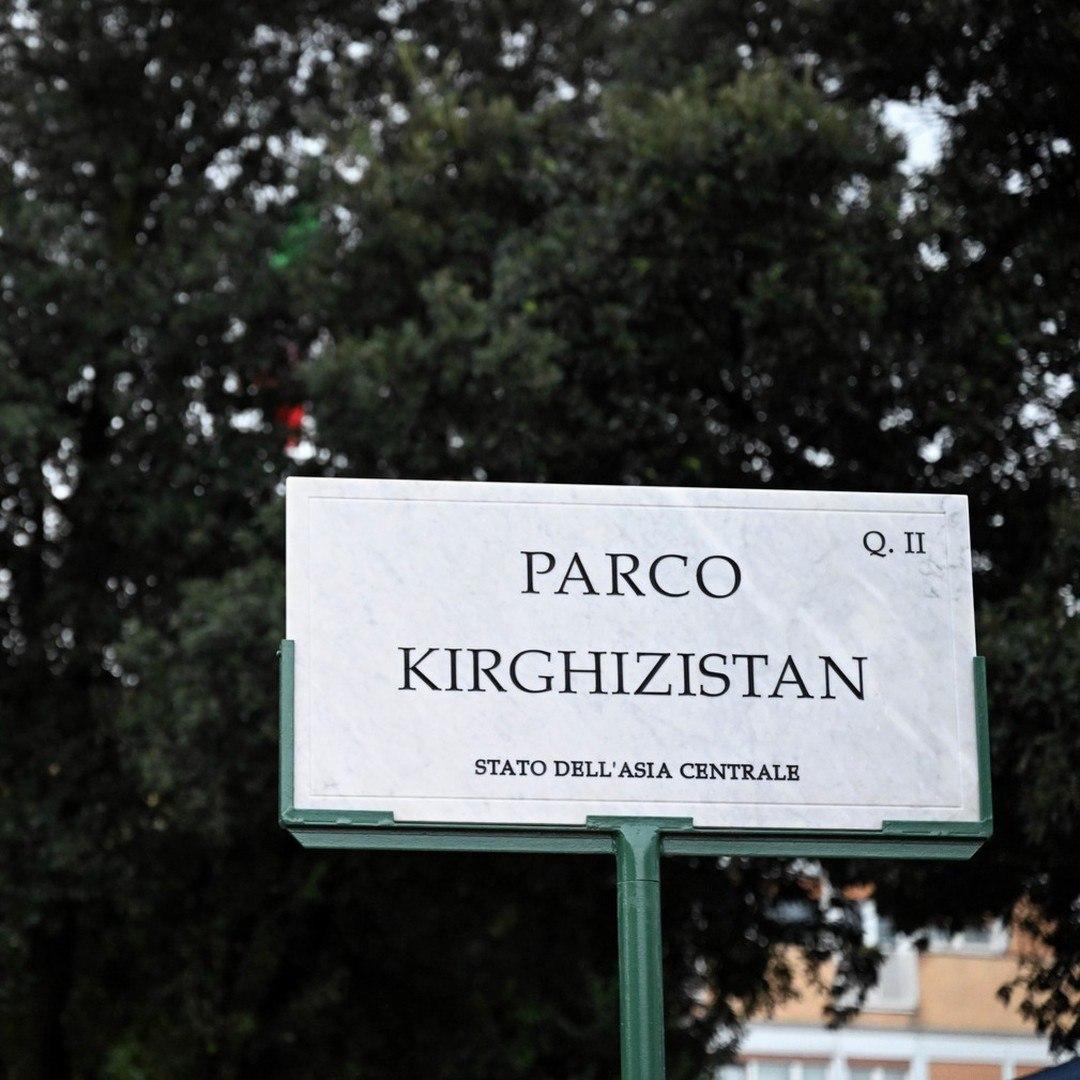 Q. II
PARCO
KIRGHIZISTAN
STATO DELL'ASIA CENTRALE